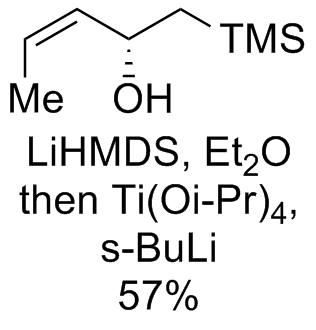 TMS
Me OH
LiHMDS, Et2O
then Ti(Oi-Pr)4,
s-BuLi
57%